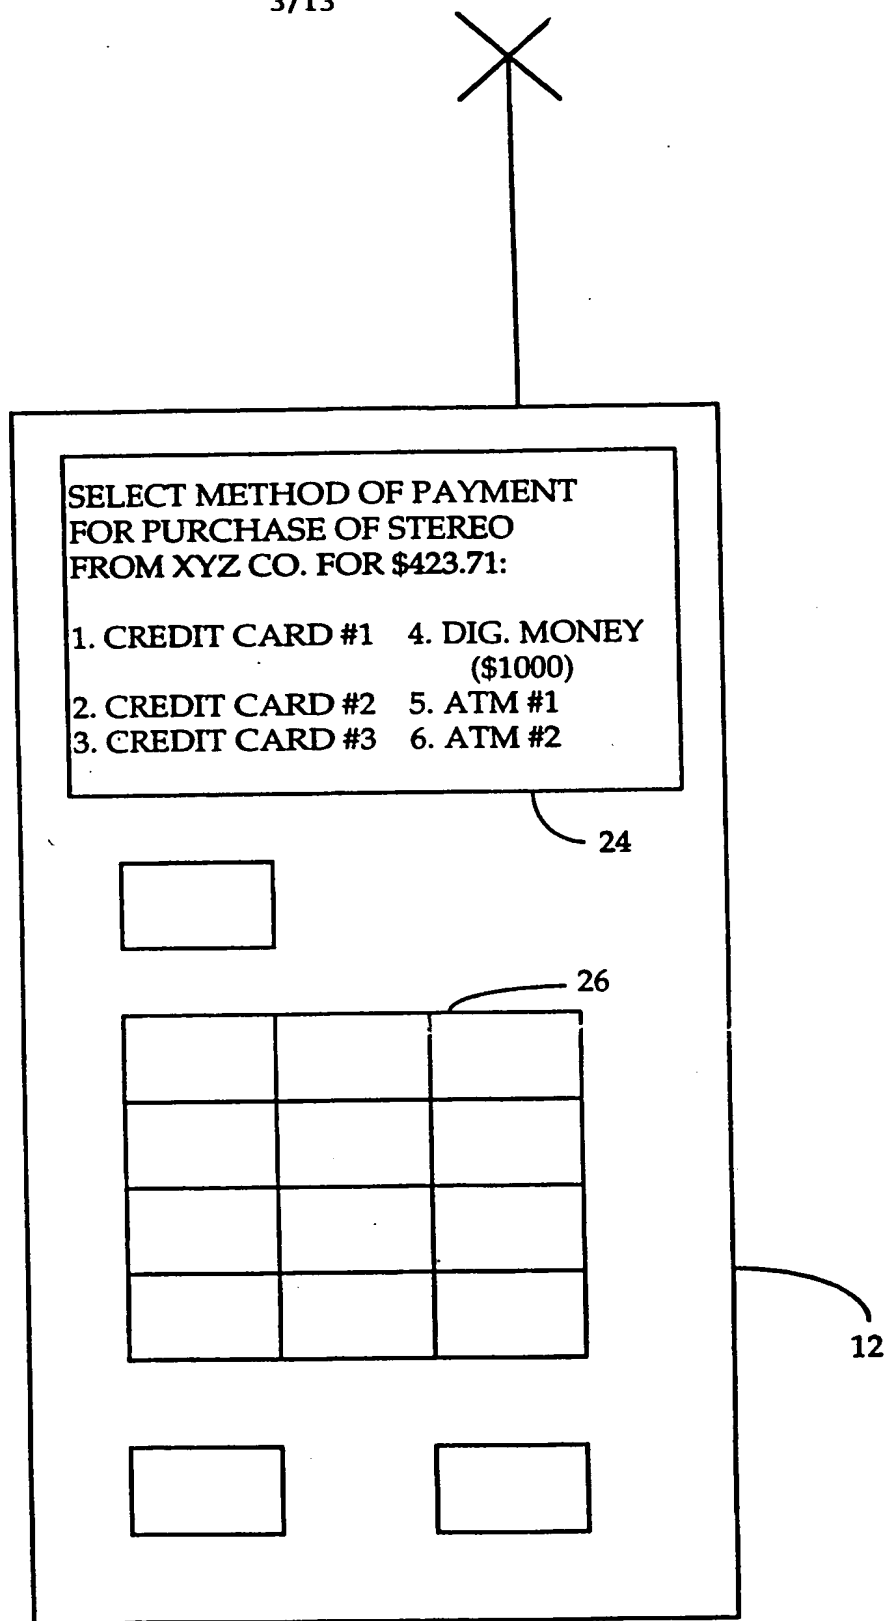 3/13
SELECT METHOD OF PAYMENT
FOR PURCHASE OF STEREO
FROM XYZ CO. FOR $423.71:
1. CREDIT CARD #1 4. DIG. MONEY
($1000)
2. CREDIT CARD #2 5. ATM #1
3. CREDIT CARD #3 6. ATM #2
24
26
12